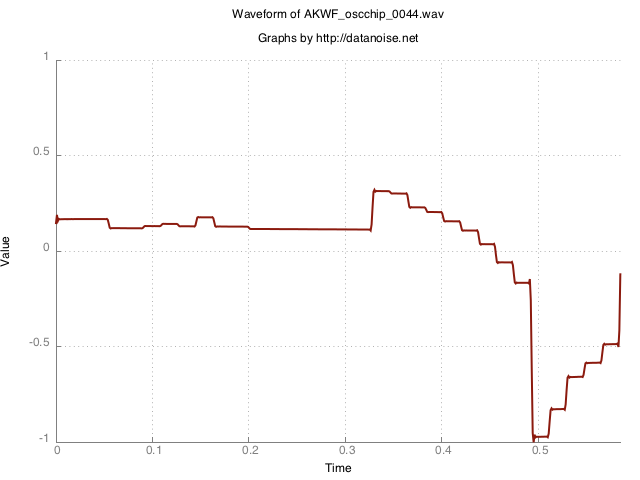 Waveform of AKWF_oscchip_0044.wav
Graphs by http://datanoise.net
1
0.5
0
-0.5
-1
Value
0 0.1 0.2 0.3 0.4 0.5
Time